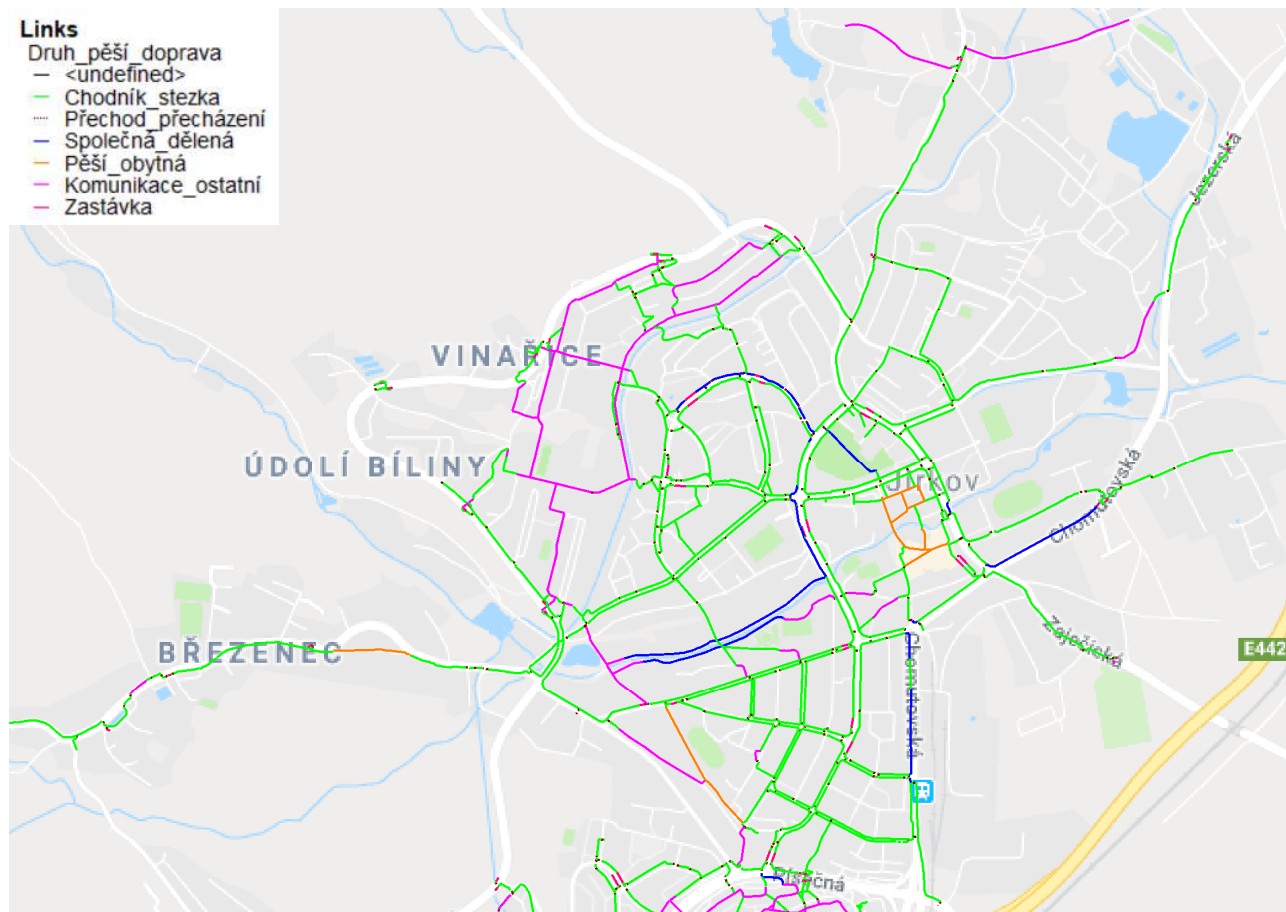 Links
Druh_pěší_doprava
<undefined>
Chodník_stezka
Přechod_přecházení
Společná_dělená
Pěší_obytná
Komunikace_ostatní
Zastávka
Jezerská
VINAŘICE
ÚDOLÍ BÍLINY
Jirkov
Chomutovská
BŘEZENEC
Zaječická
E442
Chomutovská
Písečná